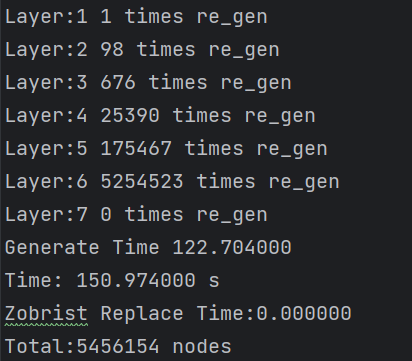 Layer:1 1 times re_gen
Layer:2 98 times re_gen
Layer:3 676 times re_gen
Layer:4 25390 times re_gen
Layer:5 175467 times re_gen
Layer:6 5254523 times re_gen
Layer:7 0 times re_gen
Generate Time 122.704000
Time: 150.974000 s
Zobrist Replace Time:0.000000
Total:5456154 nodes